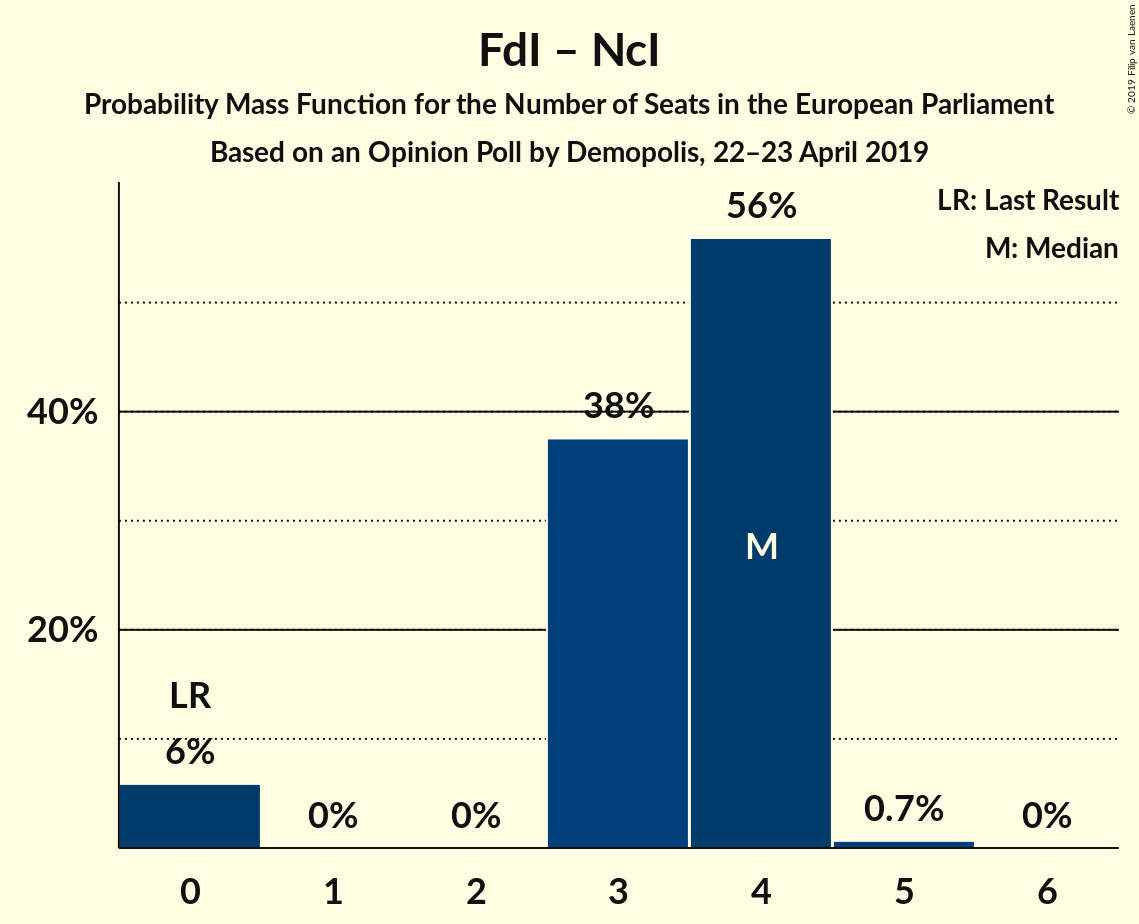 FdI – NcI
Probability Mass Function for the Number of Seats in the European Parliament
Based on an Opinion Poll by Demopolis, 22–23 April 2019
© 2019 Filip van Laenen
LR: Last Result
M: Median
56%
40%
38%
M
20%
LR
6%
0%
0%
0.7%
0%
0
1
2
3
4
5
6